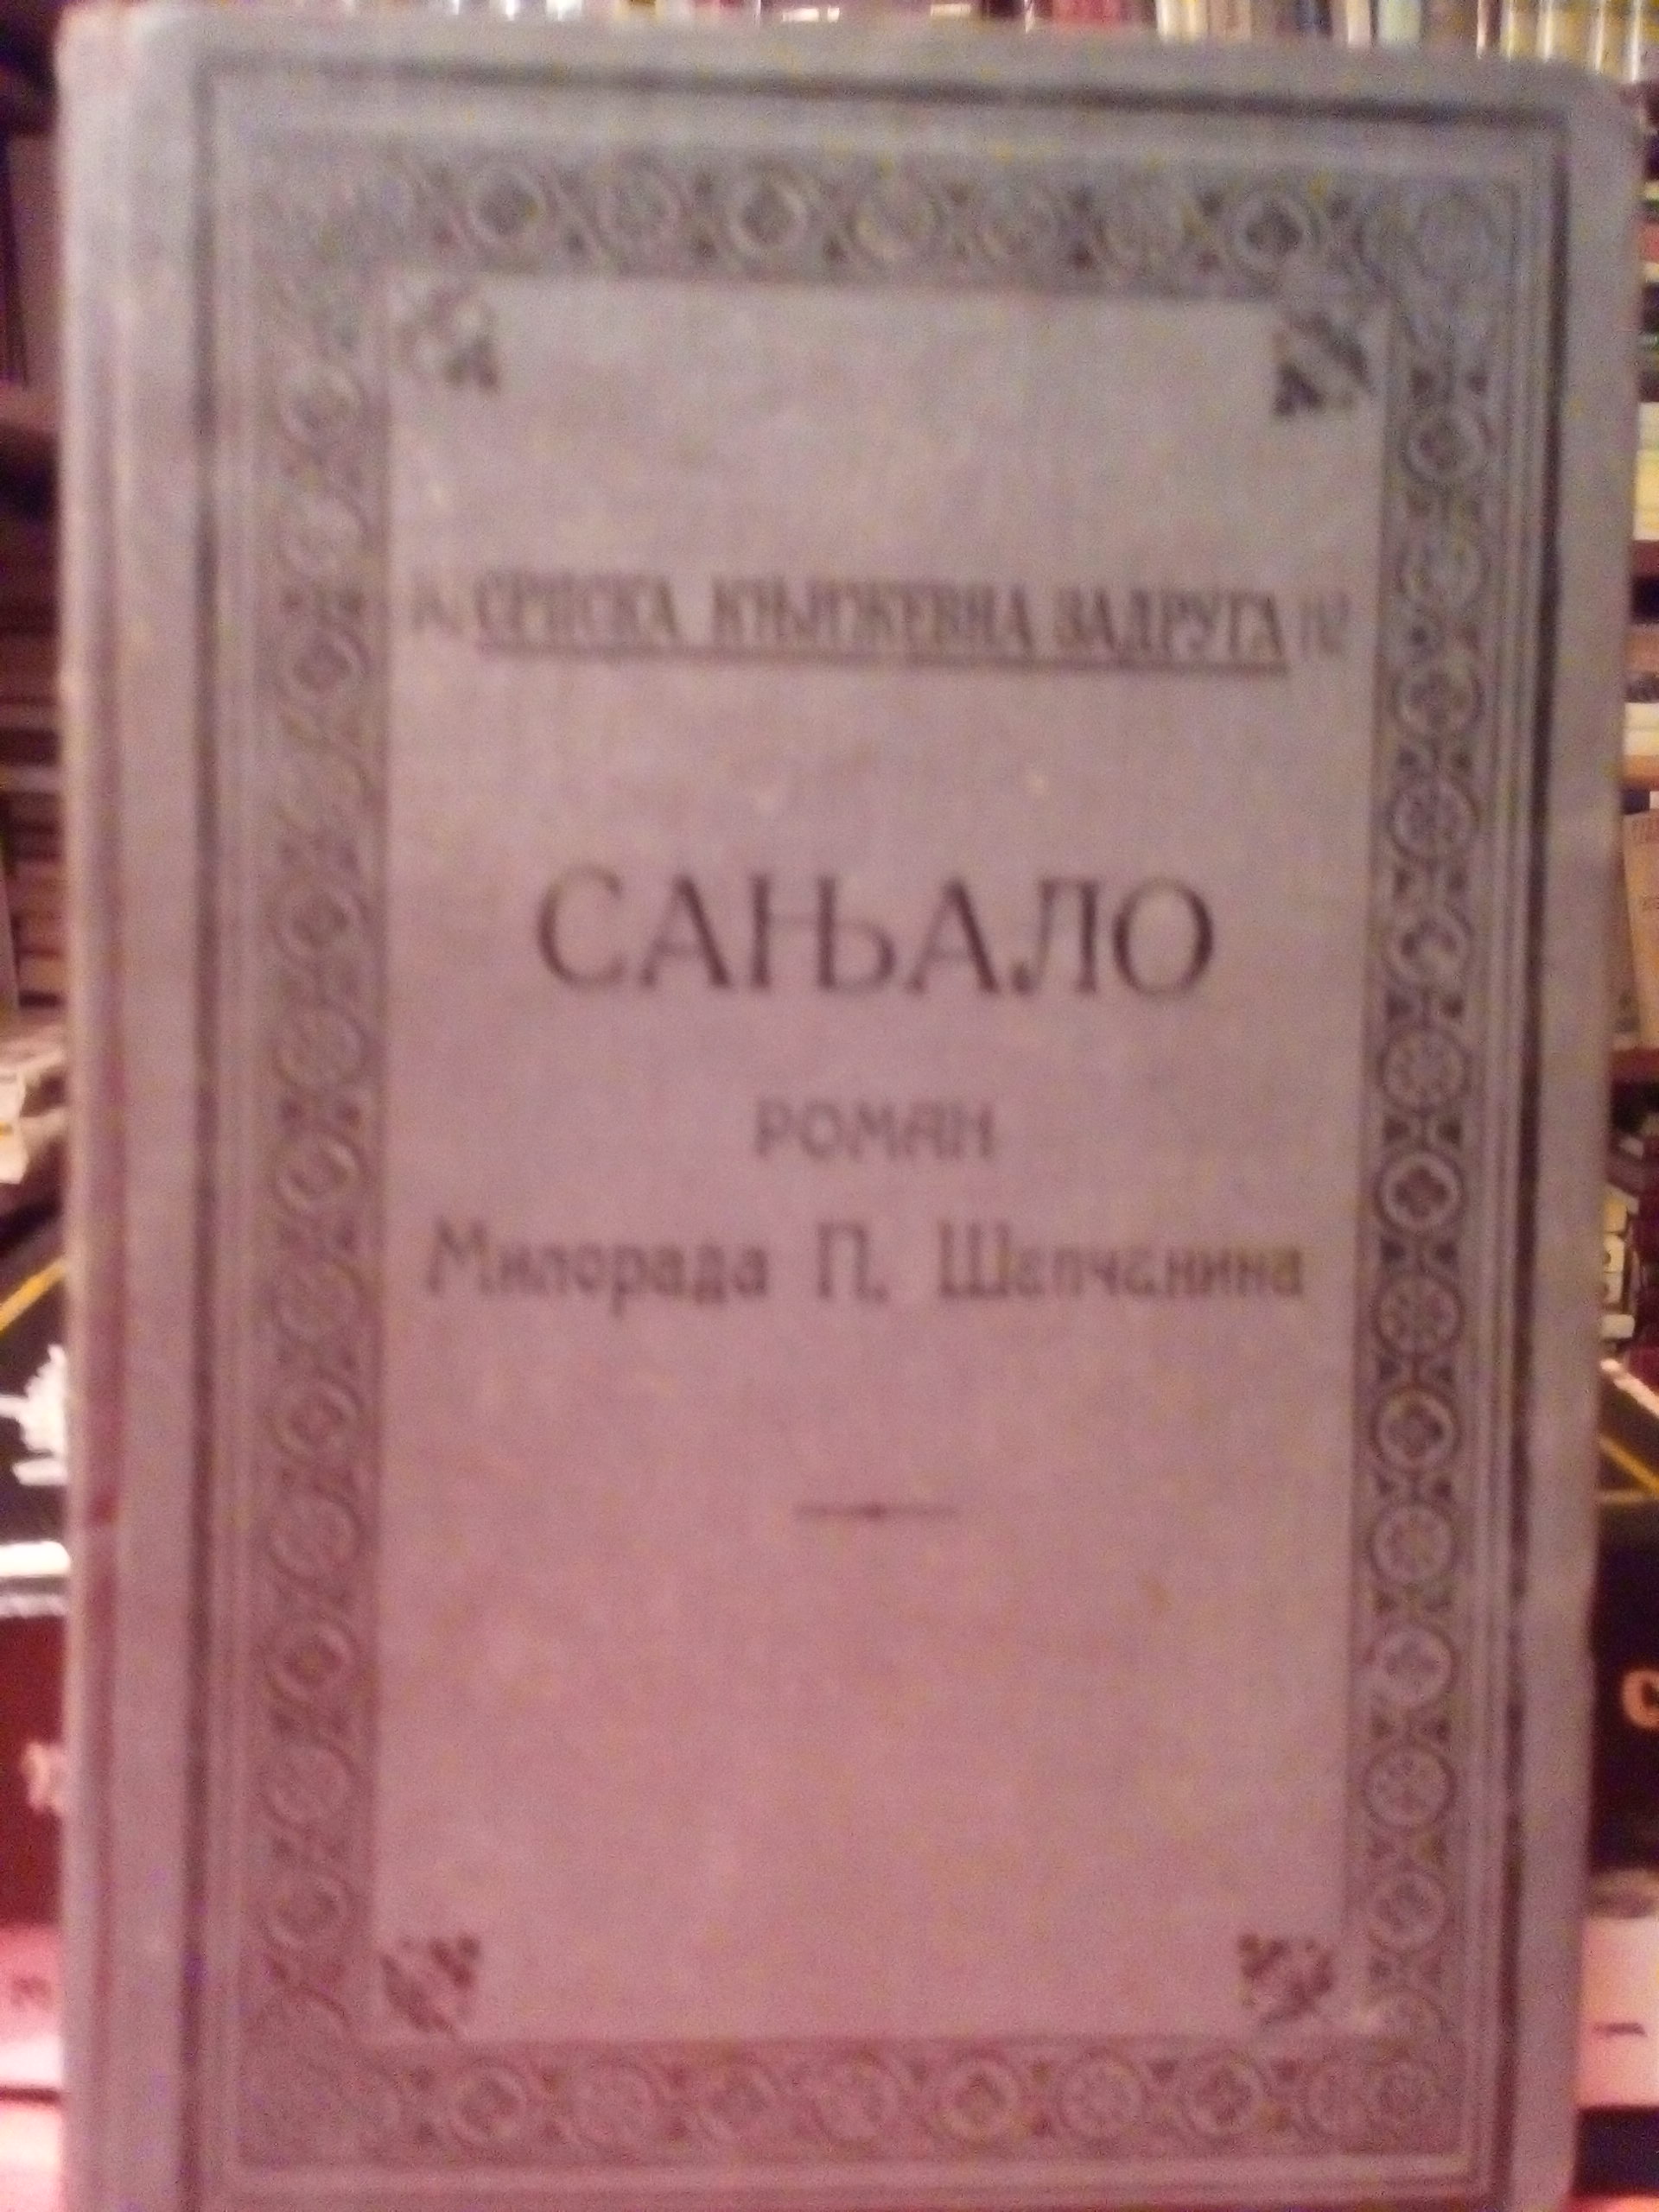 СРПСКА КЊИЖЕВНА ЗАДРУГА
САЊАЛО
РОМАН
Милорада П. Шапчанина